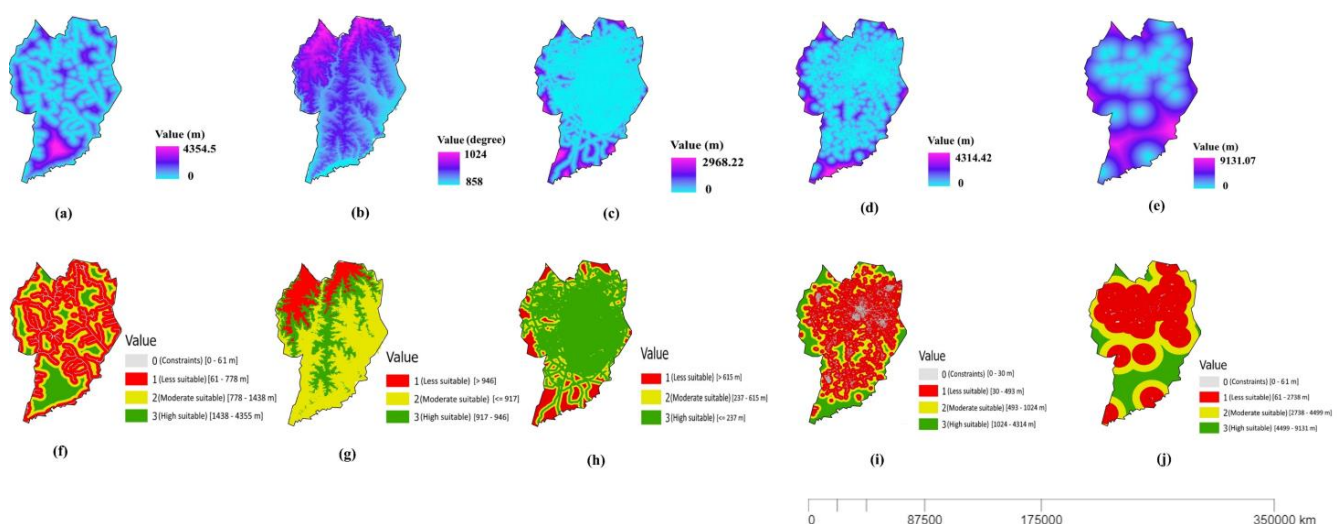 Value (m)
4354.5
0
(a)
Value (degree)
1024
858
(b)
Value (m)
2968.22
0
(c)
Value (m)
4314.42
0
(d)
Value (m)
9131.07
0
(e)
Value
0 (Constraints) [0 - 61 m]
1 (Less suitable) [61 - 778 m]
2 (Moderate suitable) [778 - 1438 m]
3 (High suitable) [1438 - 4355 m]
(f)
Value
1 (Less suitable) [> 946]
2 (Moderate suitable) [<= 917]
3 (High suitable) [917 - 946]
(g)
Value
1 (Less suitable) [> 615 m]
2 (Moderate suitable) [237 - 615 m]
3 (High suitable) [<= 237 m]
(h)
Value
0 (Constraints) [0 - 30 m]
1 (Less suitable) [30 - 493 m]
2 (Moderate suitable) [493 - 1024 m]
3 (High suitable) [1024 - 4314 m]
(i)
Value
0 (Constraints) [0 - 61 m]
1 (Less suitable) [61 - 2738 m]
2 (Moderate suitable) [2738 - 4499 m]
3 (High suitable) [4499 - 9131 m]
(j)
0 87500 175000 350000 km